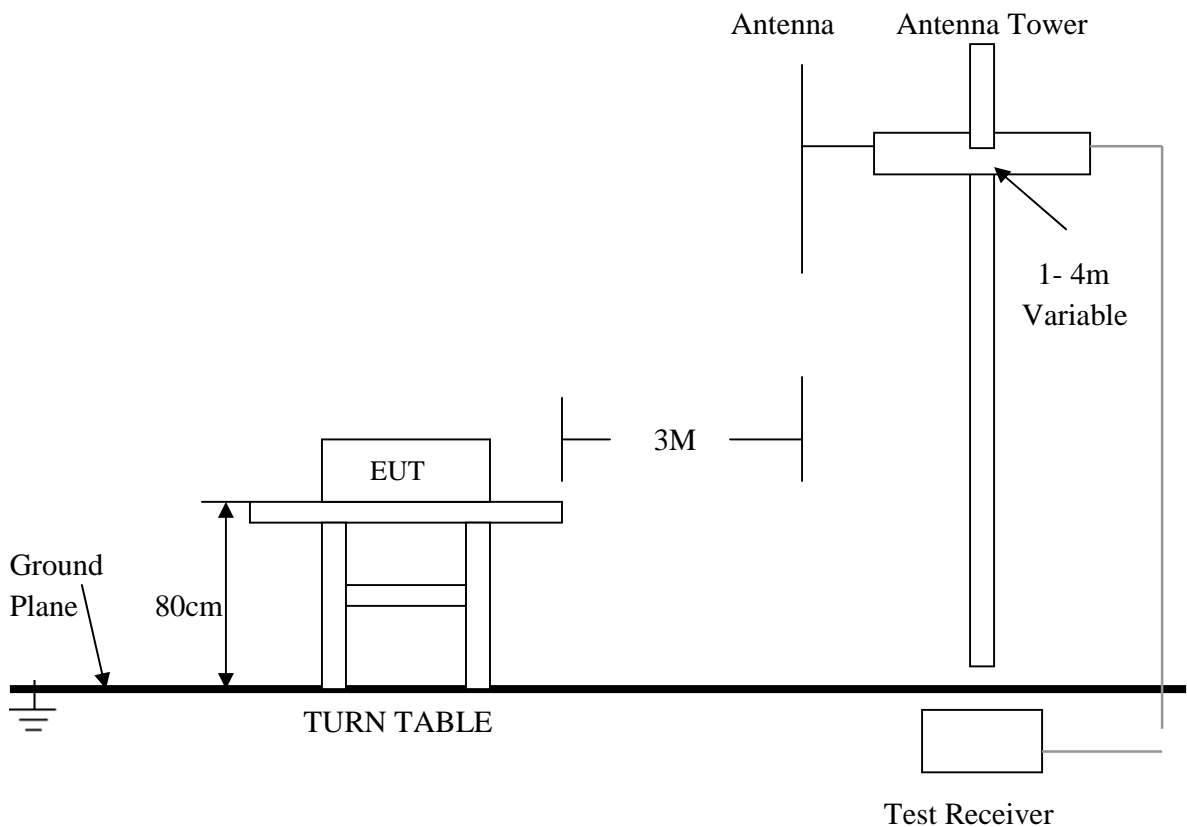 Antenna
Antenna Tower
1- 4m
Variable
3M
EUT
Ground
Plane
80cm
TURN TABLE
Test Receiver